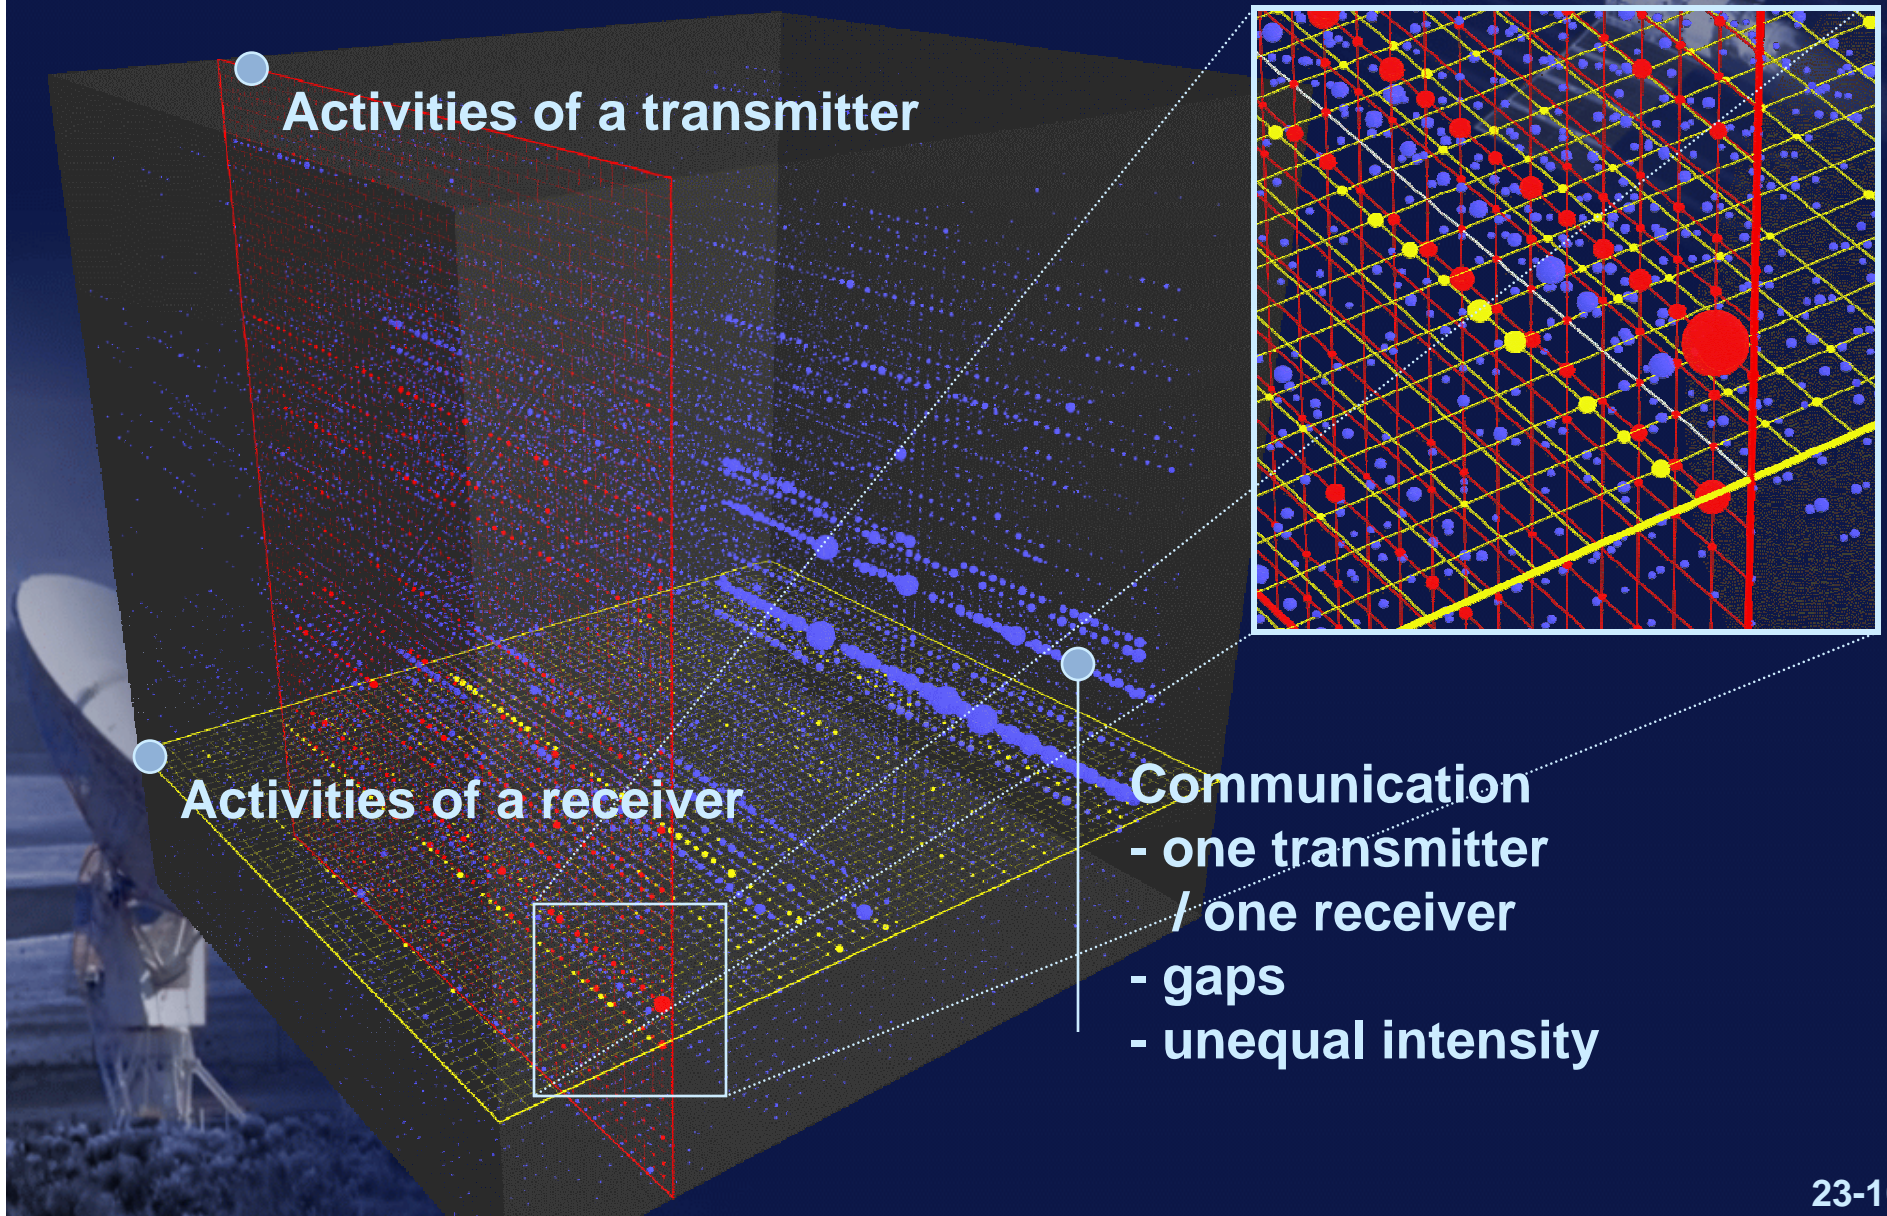 Activities of a transmitter
Activities of a receiver
Communication
- one transmitter
/ one receiver
- gaps
- unequal intensity
23-1